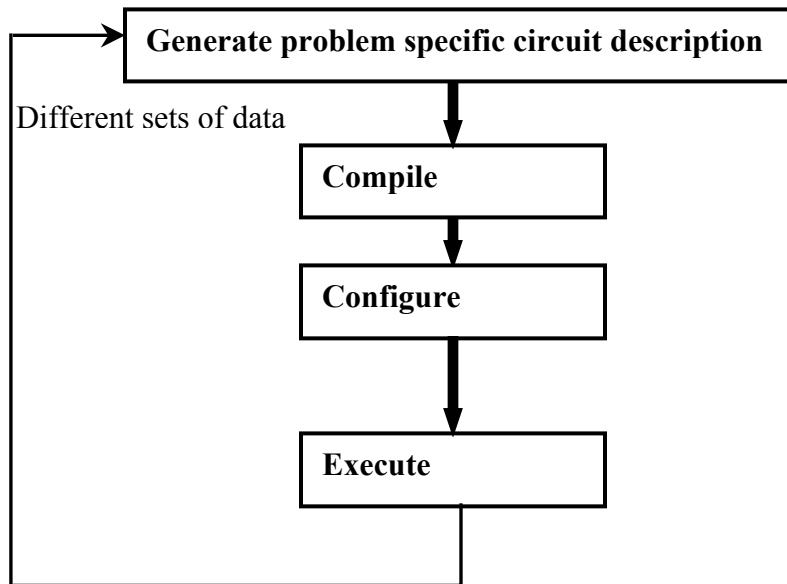 Generate problem specific circuit description
Different sets of data
Compile
Configure
Execute